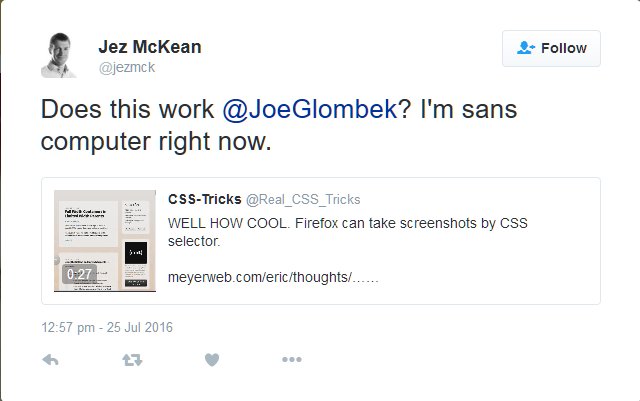 Jez McKean
@jezmck
Follow
Does this work @JoeGlombek? I'm sans
computer right now.
CSS-Tricks @Real_CSS_Tricks
WELL HOW COOL. Firefox can take screenshots by CSS
selector.
meyerweb.com/eric/thoughts/……
0:27
12:57 pm - 25 Jul 2016